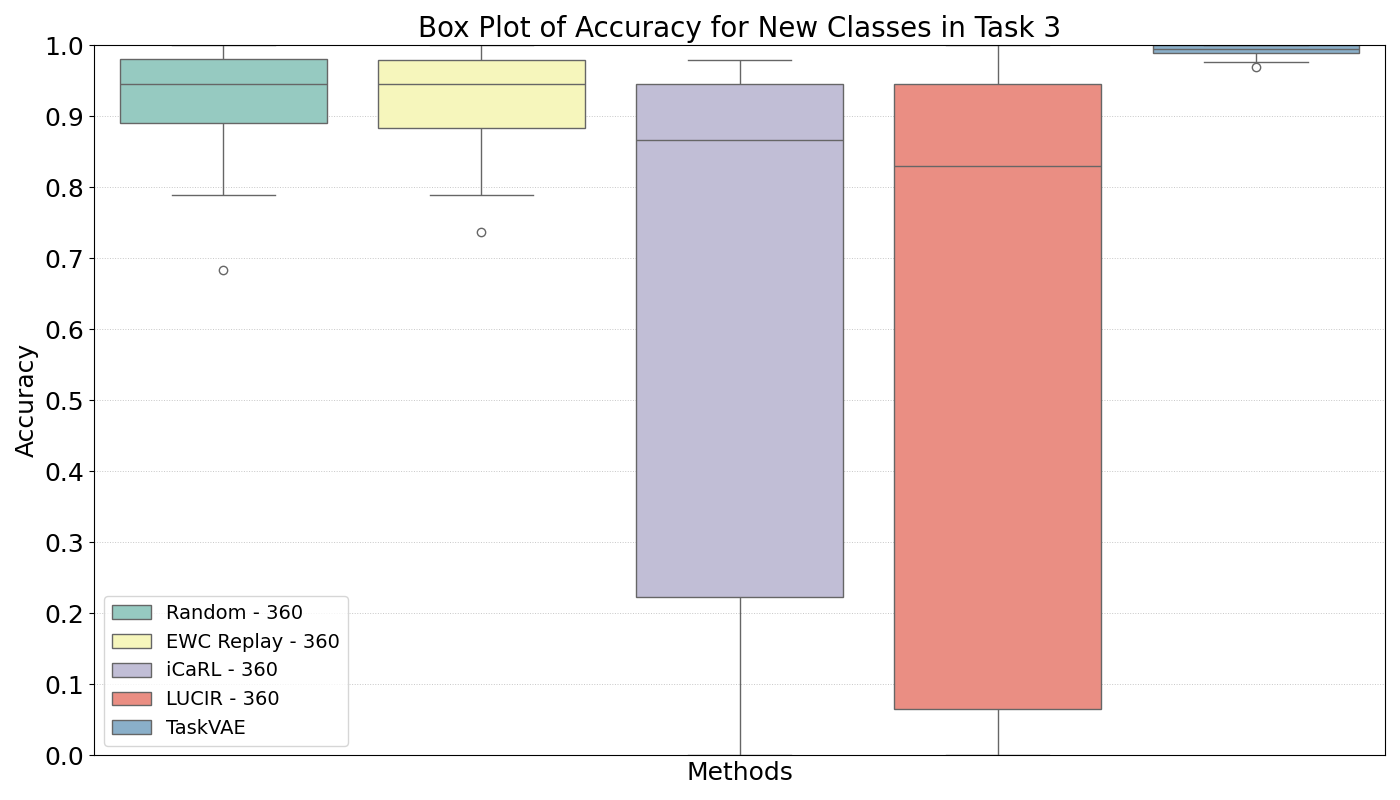 Box Plot of Accuracy for New Classes in Task 3
1.0
0.9
0.8
0.7
0.6
0.5
0.4
0.3
0.2
0.1
0.0
Accuracy
Random - 360
EWC Replay - 360
iCaRL - 360
LUCIR - 360
TaskVAE
Methods